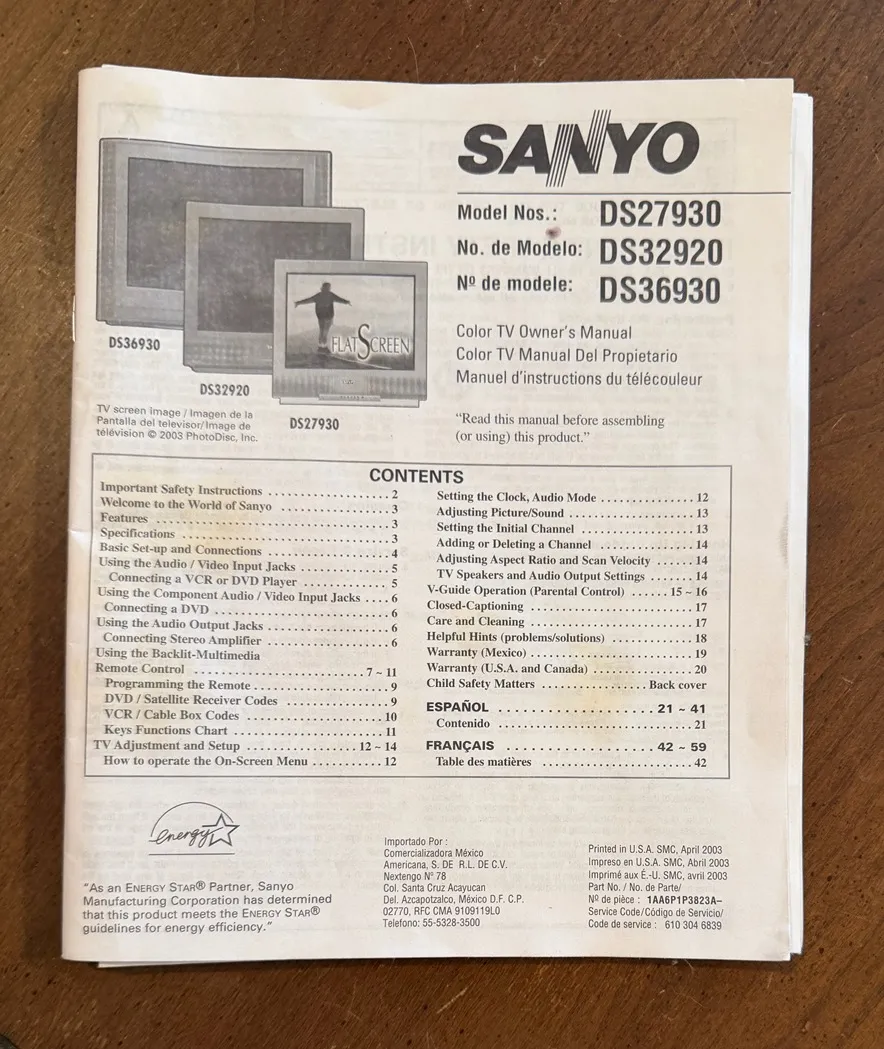 SANYO
Model Nos.: DS27930
No. de Modelo: DS32920
Nº de modele: DS36930
Color TV Owner's Manual
Color TV Manual Del Propietario
Manuel d'instructions du télécouleur
"Read this manual before assembling
(or using) this product."
FLATSCREEN
DS36930
DS32920
DS27930
TV screen image / Imagen de la
Pantalla del televisor/Image de
télévision © 2003 PhotoDisc, Inc.
CONTENTS
Important Safety Instructions . . . . . . . . . . . . . . . . . . 2
Welcome to the World of Sanyo . . . . . . . . . . . . . . . . 3
Features . . . . . . . . . . . . . . . . . . . . . . . . . . . . . . . . . 3
Specifications . . . . . . . . . . . . . . . . . . . . . . . . . . . . . 3
Basic Set-up and Connections . . . . . . . . . . . . . . . . . 4
Using the Audio / Video Input Jacks . . . . . . . . . . . . . 5
Connecting a VCR or DVD Player . . . . . . . . . . . . 5
Using the Component Audio / Video Input Jacks . . . . 6
Connecting a DVD . . . . . . . . . . . . . . . . . . . . . . . . 6
Using the Audio Output Jacks . . . . . . . . . . . . . . . . . 6
Connecting Stereo Amplifier . . . . . . . . . . . . . . . . . 6
Using the Backlit-Multimedia
Remote Control . . . . . . . . . . . . . . . . . . . . . . . . . 7 ~ 11
Programming the Remote . . . . . . . . . . . . . . . . . . . 9
DVD / Satellite Receiver Codes . . . . . . . . . . . . . . . 9
VCR / Cable Box Codes . . . . . . . . . . . . . . . . . . . 10
Keys Functions Chart . . . . . . . . . . . . . . . . . . . . . 11
TV Adjustment and Setup . . . . . . . . . . . . . . . . 12 ~ 14
How to operate the On-Screen Menu . . . . . . . . . . . 12
Setting the Clock, Audio Mode . . . . . . . . . . . . . . 12
Adjusting Picture/Sound . . . . . . . . . . . . . . . . . . . 13
Setting the Initial Channel . . . . . . . . . . . . . . . . . . 13
Adding or Deleting a Channel . . . . . . . . . . . . . . . 14
Adjusting Aspect Ratio and Scan Velocity . . . . . . 14
TV Speakers and Audio Output Settings . . . . . . . 14
V-Guide Operation (Parental Control) . . . . . . 15 ~ 16
Closed-Captioning . . . . . . . . . . . . . . . . . . . . . . . . . 17
Care and Cleaning . . . . . . . . . . . . . . . . . . . . . . . . . 17
Helpful Hints (problems/solutions) . . . . . . . . . . . . 18
Warranty (Mexico) . . . . . . . . . . . . . . . . . . . . . . . . . 19
Warranty (U.S.A. and Canada) . . . . . . . . . . . . . . . 20
Child Safety Matters . . . . . . . . . . . . . . . . Back cover
ESPAÑOL . . . . . . . . . . . . . . . . . . . . 21 ~ 41
Contenido . . . . . . . . . . . . . . . . . . . . . . . . . . . . . . 21
FRANÇAIS . . . . . . . . . . . . . . . . . . . 42 ~ 59
Table des matières . . . . . . . . . . . . . . . . . . . . . . . . 42
energy
"As an ENERGY STAR® Partner, Sanyo
Manufacturing Corporation has determined
that this product meets the ENERGY STAR®
guidelines for energy efficiency."
Importado Por :
Comercializadora México
Americana, S. DE R.L. DE C.V.
Nextengo Nº 78
Col. Santa Cruz Acayucan
Del. Azcapotzalco, México D.F. C.P.
02770, RFC CMA 9109119L0
Telefono: 55-5328-3500
Printed in U.S.A. SMC, April 2003
Impreso en U.S.A. SMC, Abril 2003
Imprimé aux É.-U. SMC, avril 2003
Part No. / No. de Parte/
Nº de pièce : 1AA6P1P3823A–
Service Code/Código de Servicio/
Code de service : 610 304 6839